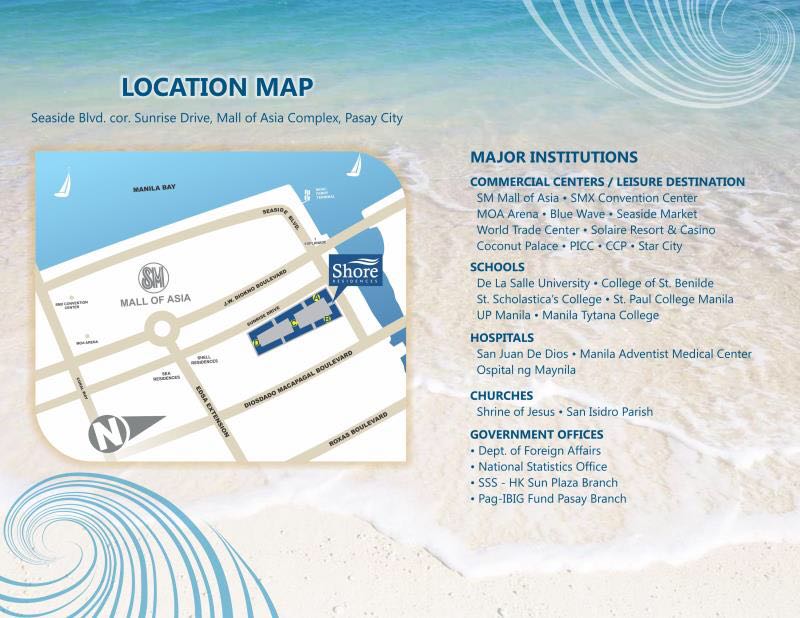 LOCATION MAP
Seaside Blvd. cor. Sunrise Drive, Mall of Asia Complex, Pasay City
MANILA BAY
SEASIDE BLVD.
ESPLANADE
Shore
RESIDENCES
SM
MALL OF ASIA
SMX CONVENTION
CENTER
MOA ARENA
J.W. DIOKNO BOULEVARD
SUNRISE DRIVE
A
B
C
D
SHELL
RESIDENCES
SEA
RESIDENCES
CORAL WAY
EDSA EXTENSION
DIOSDADO MACAPAGAL BOULEVARD
ROXAS BOULEVARD
N
MAJOR INSTITUTIONS
COMMERCIAL CENTERS / LEISURE DESTINATION
SM Mall of Asia • SMX Convention Center
MOA Arena • Blue Wave • Seaside Market
World Trade Center • Solaire Resort & Casino
Coconut Palace • PICC • CCP • Star City
SCHOOLS
De La Salle University • College of St. Benilde
St. Scholastica's College • St. Paul College Manila
UP Manila • Manila Tytana College
HOSPITALS
San Juan De Dios • Manila Adventist Medical Center
Ospital ng Maynila
CHURCHES
Shrine of Jesus • San Isidro Parish
GOVERNMENT OFFICES
• Dept. of Foreign Affairs
• National Statistics Office
• SSS - HK Sun Plaza Branch
• Pag-IBIG Fund Pasay Branch